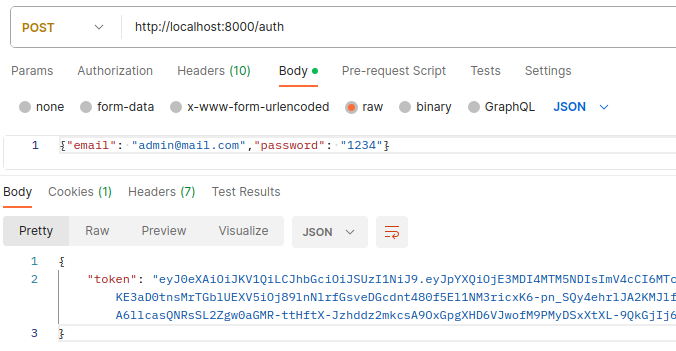 POST http://localhost:8000/auth
Params Authorization Headers (10) Body Pre-request Script Tests Settings
none form-data x-www-form-urlencoded raw binary GraphQL JSON
1 {"email": "admin@mail.com","password": "1234"}
Body Cookies (1) Headers (7) Test Results
Pretty Raw Preview Visualize JSON
1 {
2 "token": "eyJ0eXAiOiJKV1QiLCJhbGciOiJSUzI1NiJ9.eyJpYXQiOjE3MDI4MTM5NDIsImV4cCI6MTc
KE3aD0tnsMrTGblUEXV5iOj89lnNlrfGsveDGcdnt480f5El1NM3ricxK6-pn_SQy4ehrlJA2KMJlf
A6llcasQNRsSL2Zgw0aGMR-ttHftX-Jzhddz2mkcsA9OxGpgXHD6VJwofM9PMyDSxXtXL-9QkGjIj6
3 }